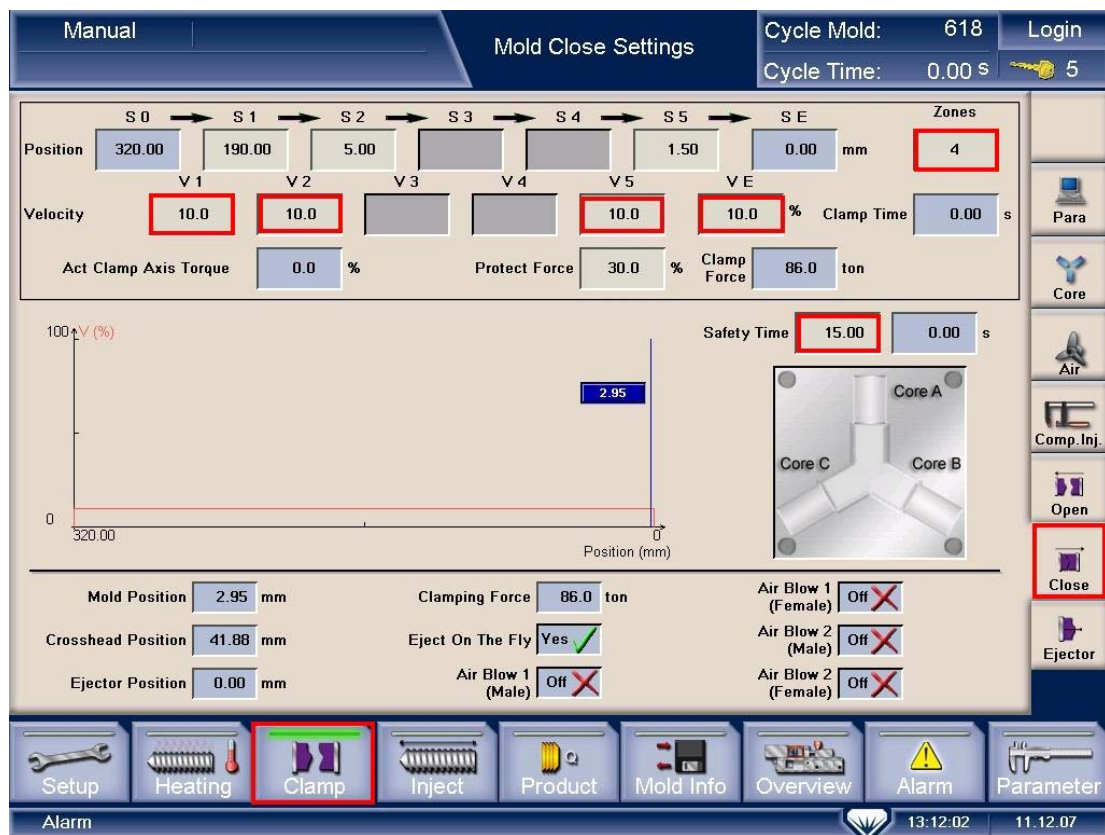 Manual
Mold Close Settings
Cycle Mold: 618
Login
Cycle Time: 0.00 s
5
S 0 S 1 S 2 S 3 S 4 S 5 S E Zones
Position 320.00 190.00 5.00 1.50 0.00 mm 4
V 1 V 2 V 3 V 4 V 5 V E
Velocity 10.0 10.0 10.0 10.0 % Clamp Time 0.00 s
Act Clamp Axis Torque 0.0 % Protect Force 30.0 % Clamp Force 86.0 ton
Safety Time 15.00 0.00 s
100 V (%)
2.95
0
320.00 0
Position (mm)
Core A
Core C Core B
Mold Position 2.95 mm Clamping Force 86.0 ton Air Blow 1 (Female) Off
Crosshead Position 41.88 mm Eject On The Fly Yes Air Blow 2 (Male) Off
Ejector Position 0.00 mm Air Blow 1 (Male) Off Air Blow 2 (Female) Off
Para
Core
Air
Comp.Inj.
Open
Close
Ejector
Setup Heating Clamp Inject Product Mold Info Overview Alarm Parameter
Alarm 13:12:02 11.12.07